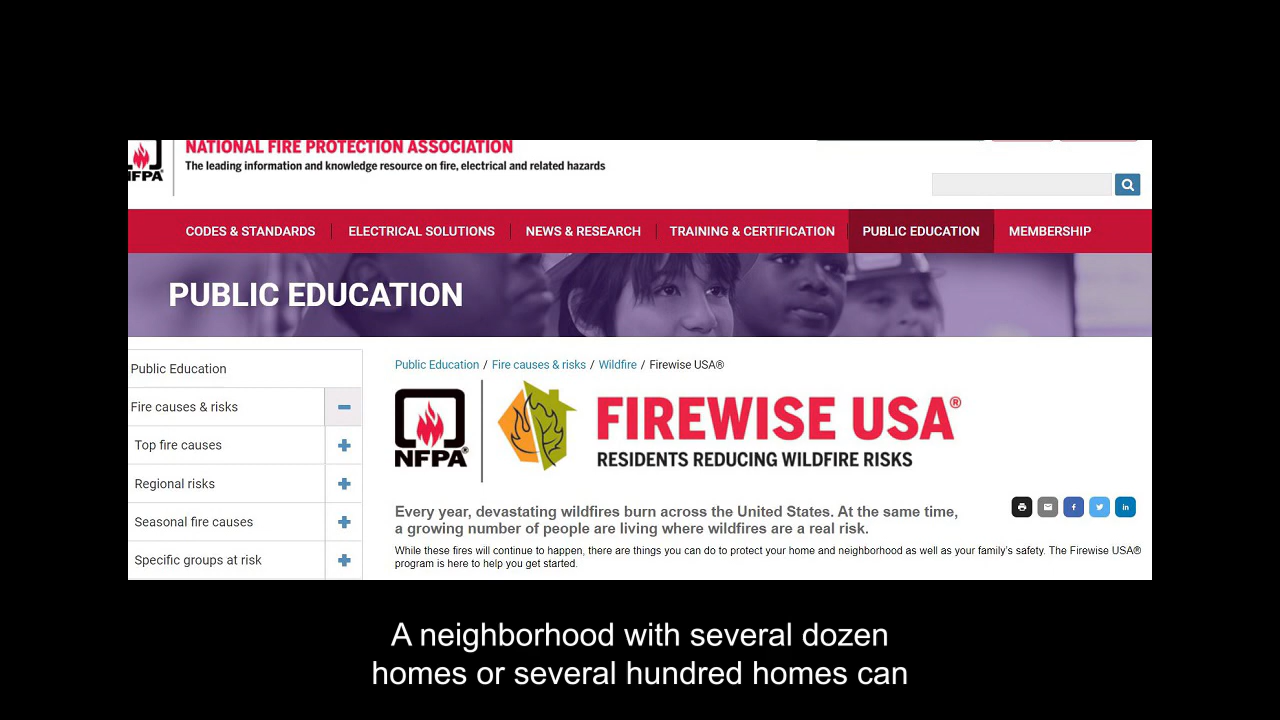 NATIONAL FIRE PROTECTION ASSOCIATION
The leading information and knowledge resource on fire, electrical and related hazards
NFPA®
CODES & STANDARDS ELECTRICAL SOLUTIONS NEWS & RESEARCH TRAINING & CERTIFICATION PUBLIC EDUCATION MEMBERSHIP
PUBLIC EDUCATION
Public Education
Fire causes & risks
Top fire causes
Regional risks
Seasonal fire causes
Specific groups at risk
Public Education / Fire causes & risks / Wildfire / Firewise USA®
NFPA®
FIREWISE USA®
RESIDENTS REDUCING WILDFIRE RISKS
Every year, devastating wildfires burn across the United States. At the same time,
a growing number of people are living where wildfires are a real risk.
While these fires will continue to happen, there are things you can do to protect your home and neighborhood as well as your family's safety. The Firewise USA®
program is here to help you get started.
f
in
A neighborhood with several dozen
homes or several hundred homes can